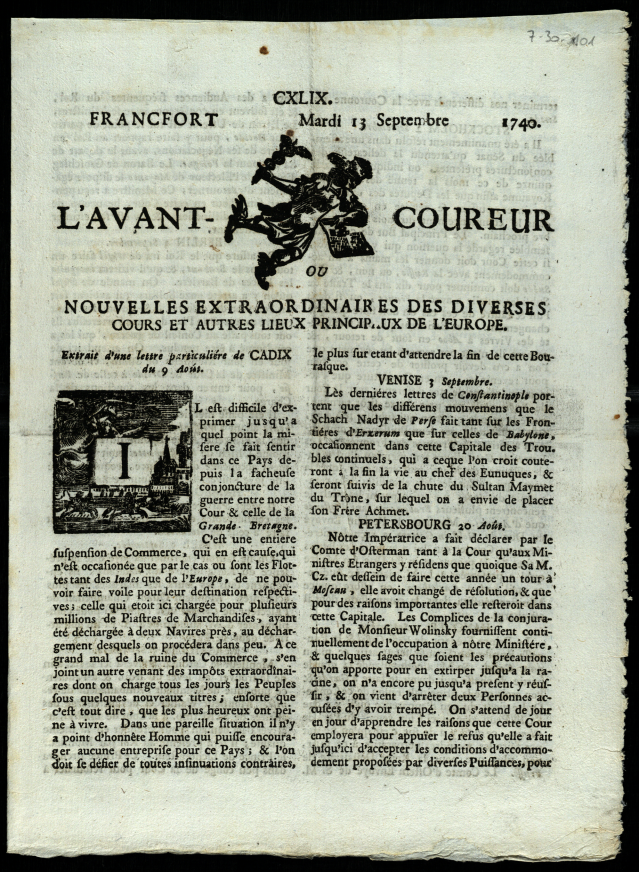 7-30.1101
CXLIX.
FRANCFORT Mardi 13 Septembre 1740.
L'AVANT- COUREUR
OU
NOUVELLES EXTRAORDINAIRES DES DIVERSES
COURS ET AUTRES LIEUX PRINCIPAUX DE L'EUROPE.
Extrait d'une lettre particuliére de CADIX
du 9 Août.
IL est difficile d'ex-
primer jusqu'a
quel point la mi-
sere se fait sentir
dans ce Pays de-
puis la facheuse
conjoncture de la
guerre entre notre
Cour & celle de la
Grande-Bretagne.
C'est une entiere
suspension de Commerce, qui en est cause, qui
n'est occasionée que par le cas ou sont les Flot-
tes tant des Indes que de l'Europe, de ne pou-
voir faire voile pour leur destination respecti-
ves; celle qui etoit ici chargée pour plusieurs
millions de Piastres de Marchandises, ayant
été déchargée à deux Navires près, au déchar-
gement desquels on procédera dans peu. A ce
grand mal de la ruine du Commerce, s'en
joint un autre venant des impôts extraordinai-
res dont on charge tous les jours les Peuples
sous quelques nouveaux titres; ensorte que
c'est tout dire, que les plus heureux ont pei-
ne à vivre. Dans une pareille situation il n'y
a point d'honnête Homme qui puisse encoura-
ger aucune entreprise pour ce Pays; & l'on
doit se défier de toutes insinuations contraires,
le plus sur etant d'attendre la fin de cette Bou-
rasque.
VENISE 3 Septembre.
Lès derniéres lettres de Constantinople por-
tent que les différens mouvemens que le
Schach Nadyr de Perse fait tant sur les Fron-
tiéres d'Erxerum que sur celles de Babylone,
occasionnent dans cette Capitale des Trou-
bles continuels, qui a ceque l'on croit coute-
ront à la fin la vie au chef des Eunuques, &
seront suivis de la chute du Sultan Maymet
du Trône, sur lequel on a envie de placer
son Frère Achmet.
PETERSBOURG 20 Août.
Nôtre Impératrice a fait déclarer par le
Comte d'Osterman tant à la Cour qu'aux Mi-
nistres Etrangers y résidens que quoique Sa M.
Cz. eût dessein de faire cette année un tour à
Moscau, elle avoit changé de résolution, & que
pour des raisons importantes elle resteroit dans
cette Capitale. Les Complices de la conjura-
tion de Monsieur Wolinsky fournissent conti-
nuellement de l'occupation à nôtre Ministére,
& quelques sages que soient les précautions
qu'on apporte pour en extirper jusqu'a la ra-
cine, on n'a encore pu jusqu'a présent y réus-
sir, & on vient d'arrêter deux Personnes ac-
cusées d'y avoir trempé. On s'attend de jour
en jour d'apprendre les raisons que cette Cour
employera pour appuïer le refus qu'elle a fait
jusqu'ici d'accepter les conditions d'accommo-
dement proposées par diverses Puissances, pour